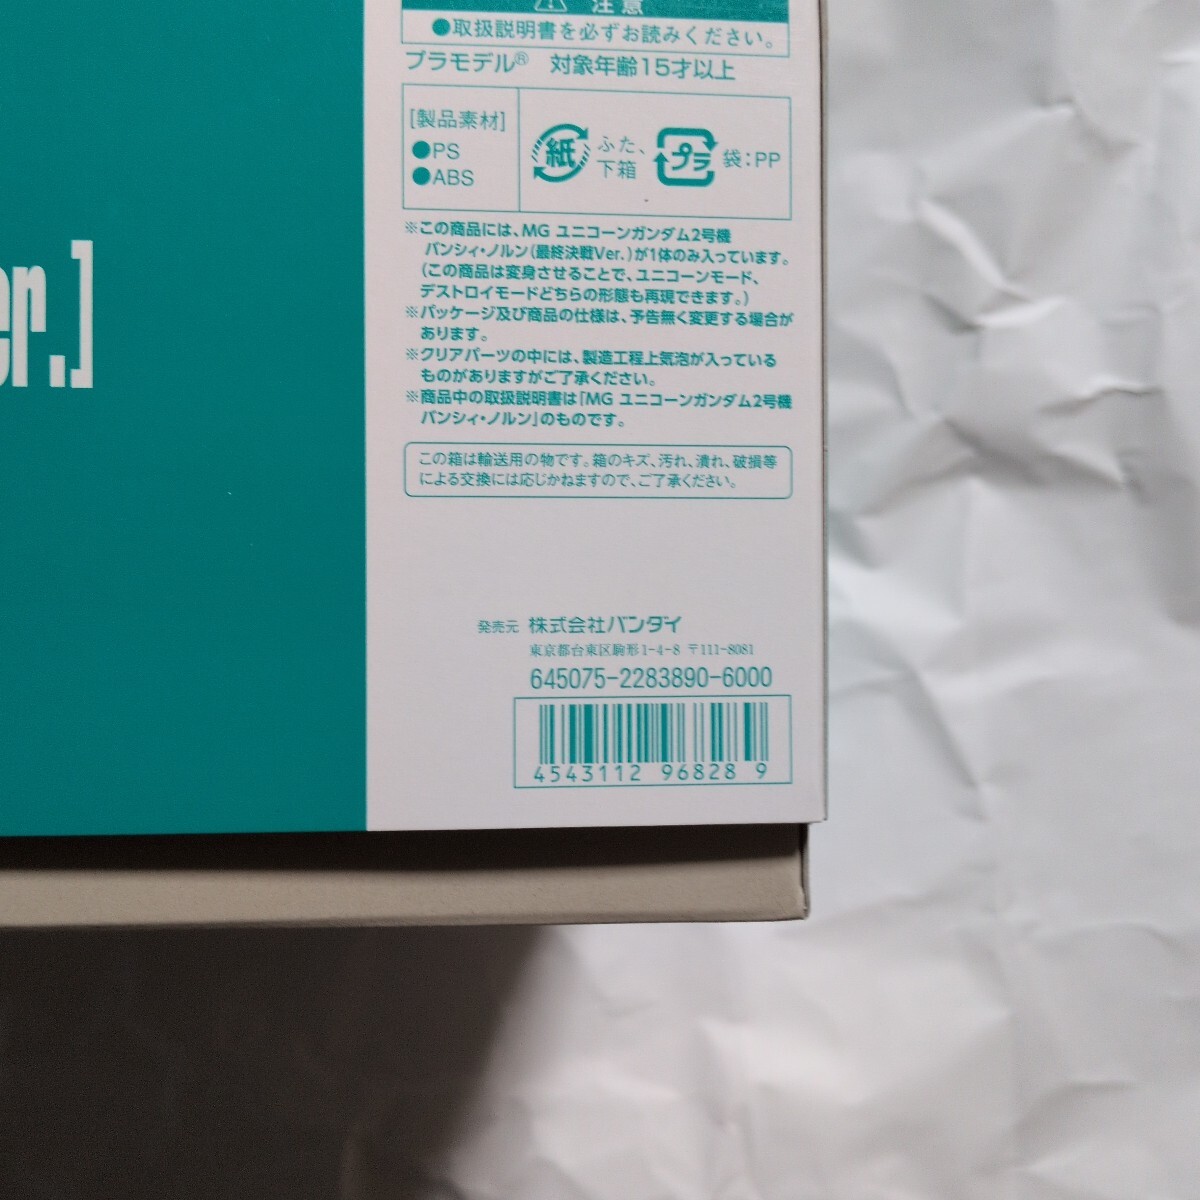 注意
●取扱説明書を必ずお読みください。
プラモデル® 対象年齢15才以上
[製品素材]
●PS
●ABS
紙 ふた、
下箱
プラ 袋:PP
※この商品には、MG ユニコーンガンダム2号機
バンシィ・ノルン(最終決戦Ver.)が1体のみ入っています。
(この商品は変身させることで、ユニコーンモード、
デストロイモードどちらの形態も再現できます。)
※パッケージ及び商品の仕様は、予告無く変更する場合が
あります。
※クリアパーツの中には、製造工程上気泡が入っている
ものがありますがご了承ください。
※商品中の取扱説明書は「MG ユニコーンガンダム2号機
バンシィ・ノルン」のものです。
この箱は輸送用の物です。箱のキズ、汚れ、潰れ、破損等
による交換には応じかねますので、ご了承ください。
er.]
発売元 株式会社バンダイ
東京都台東区駒形1-4-8 〒111-8081
645075-2283890-6000
4543112 96828 9